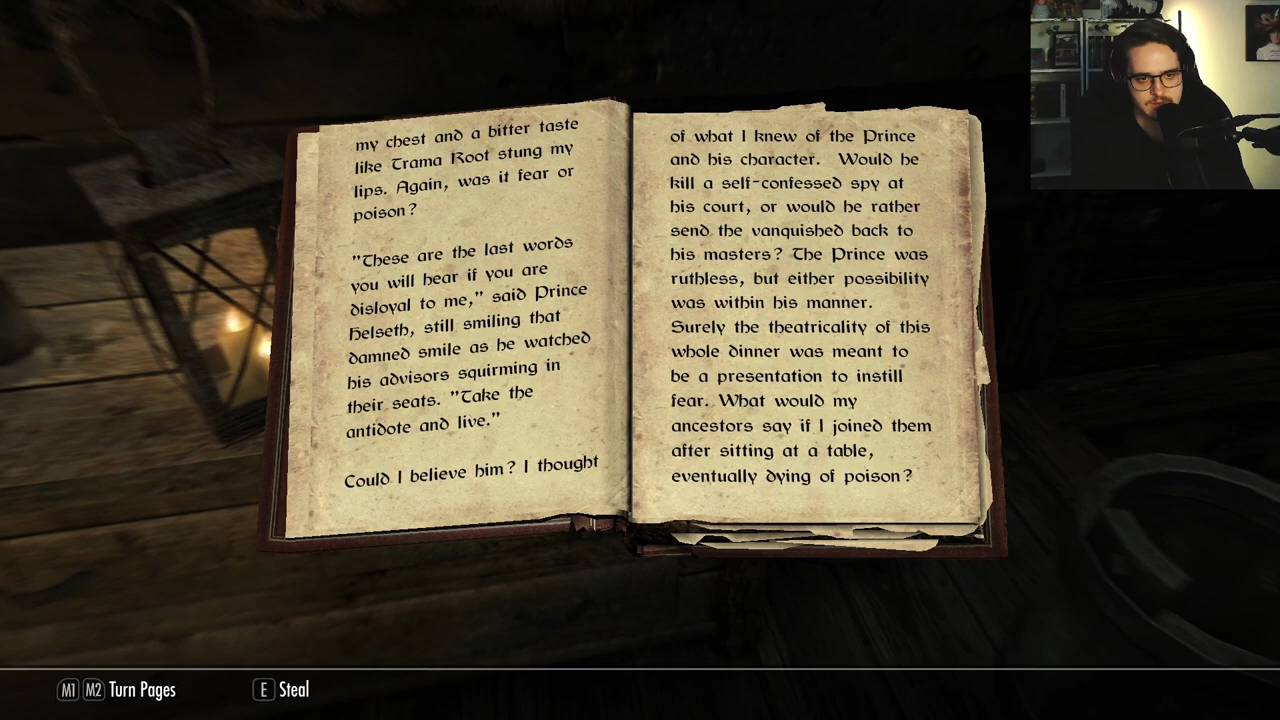 my chest and a bitter taste
like Trama Root stung my
lips. Again, was it fear or
poison?
"These are the last words
you will hear if you are
disloyal to me," said Prince
Helseth, still smiling that
damned smile as he watched
his advisors squirming in
their seats. "Take the
antidote and live."
Could I believe him? I thought
of what I knew of the Prince
and his character. Would he
kill a self-confessed spy at
his court, or would he rather
send the vanquished back to
his masters? The Prince was
ruthless, but either possibility
was within his manner.
Surely the theatricality of this
whole dinner was meant to
be a presentation to instill
fear. What would my
ancestors say if I joined them
after sitting at a table,
eventually dying of poison?
M1 M2 Turn Pages
E Steal